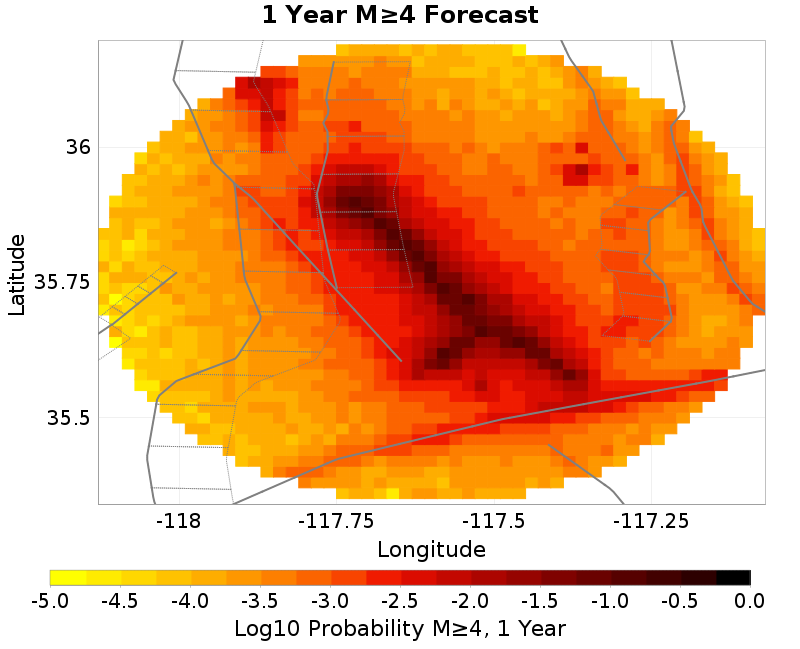 1 Year M≥4 Forecast
36
35.75
35.5
Latitude
-118 -117.75 -117.5 -117.25
Longitude
-5.0 -4.5 -4.0 -3.5 -3.0 -2.5 -2.0 -1.5 -1.0 -0.5 0.0
Log10 Probability M≥4, 1 Year